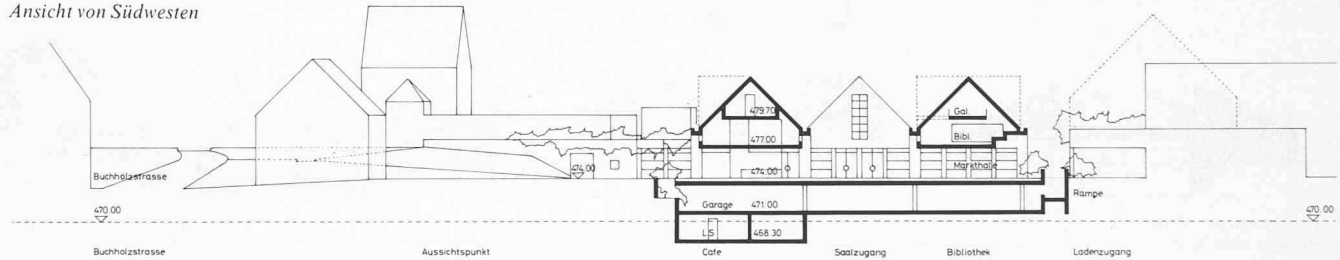 Ansicht von Südwesten
479.70
Gal.
477.00
Bibl.
Buchholzstrasse
474.00
474.00
Markthalle
Rampe
Garage
471.00
470.00
470.00
L S
468.30
Buchholzstrasse
Aussichtspunkt
Cafe
Saalzugang
Bibliothek
Ladenzugang